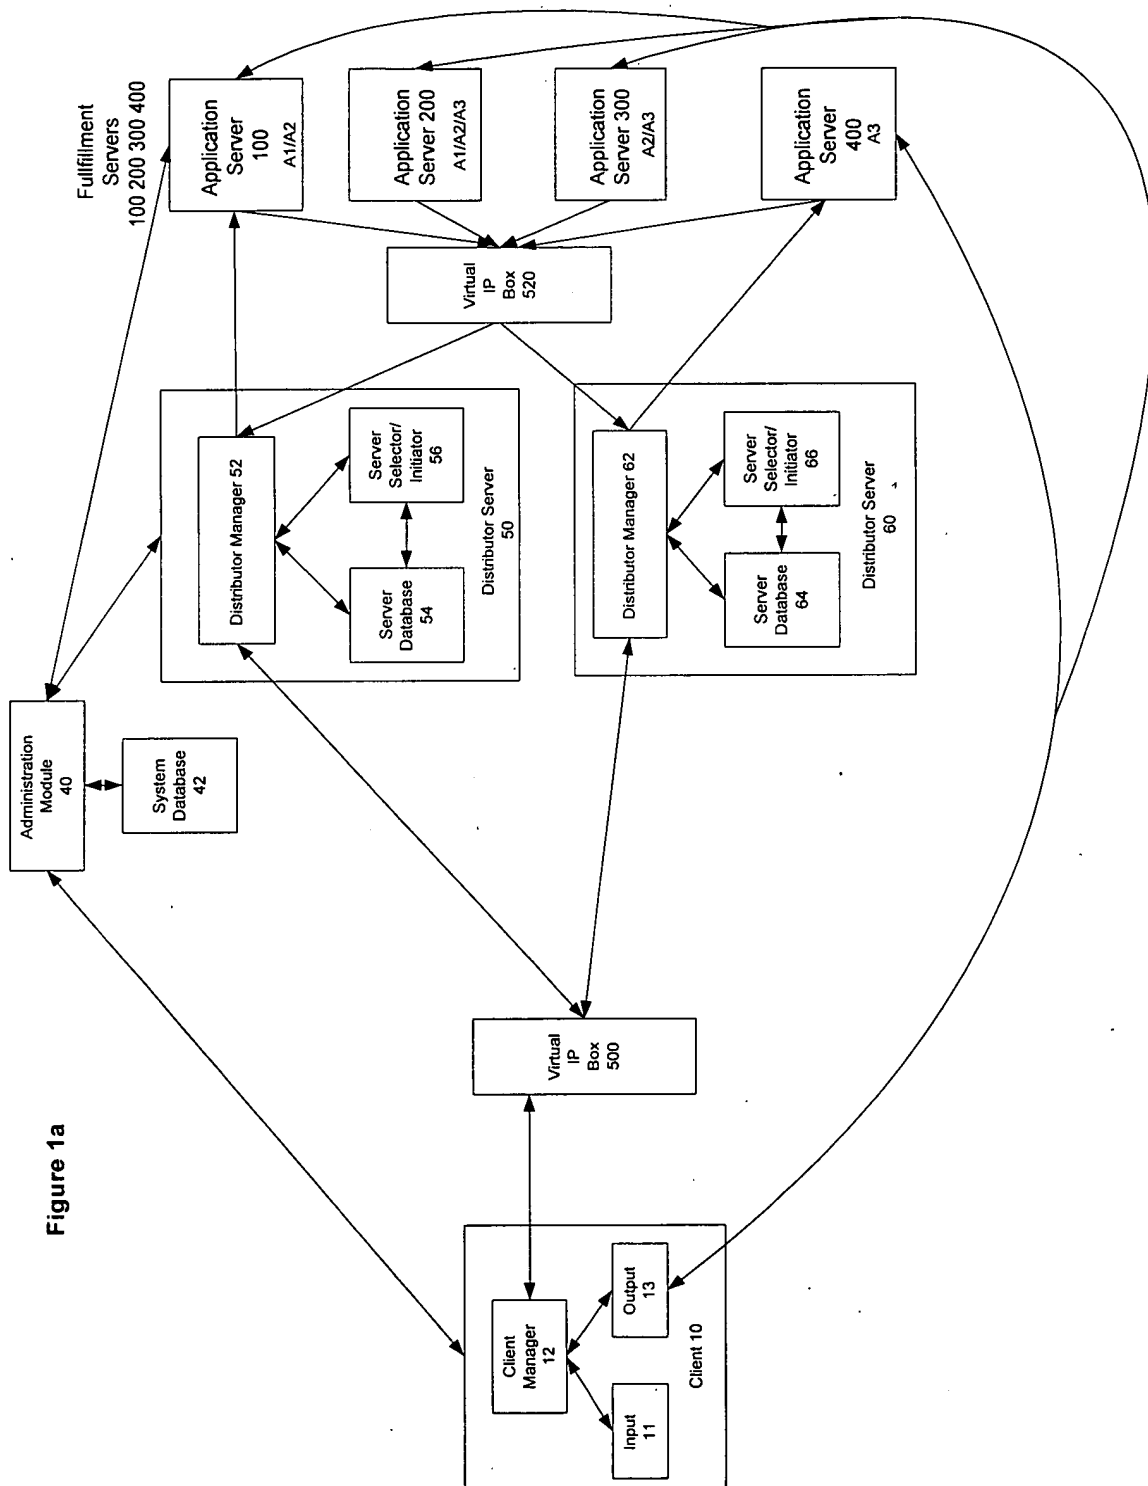 Figure 1a
Fullfillment
Servers
100 200 300 400
Application
Server
100
A1/A2
Application
Server 200
A1/A2/A3
Application
Server 300
A2/A3
Application
Server
400
A3
Virtual
IP
Box
520
Administration
Module
40
System
Database
42
Distributor Manager 52
Server
Selector/
Initiator
56
Server
Database
54
Distributor Server
50
Distributor Manager 62
Server
Selector/
Initiator
66
Server
Database
64
Distributor Server
60
Virtual
IP
Box
500
Client
Manager
12
Input
11
Output
13
Client 10